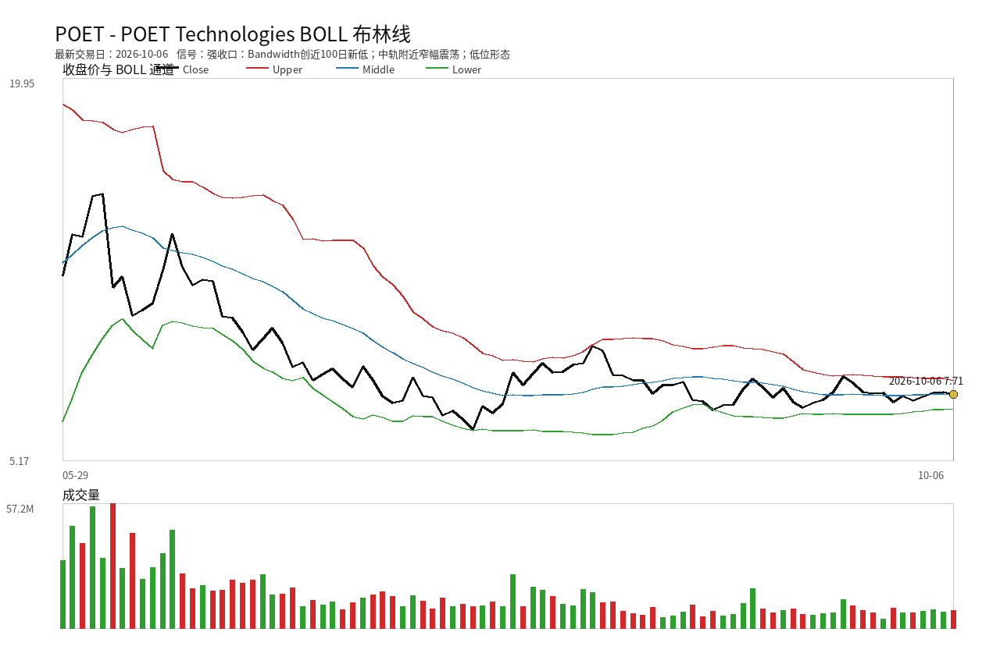 POET - POET Technologies BOLL 布林线
最新交易日：2026-10-06 信号：强收口：Bandwidth创近100日新低；中轨附近窄幅震荡；低位形态
收盘价与 BOLL 通道 Close Upper Middle Lower
19.95
2026-10-06 7.71
5.17
05-29 10-06
成交量
57.2M